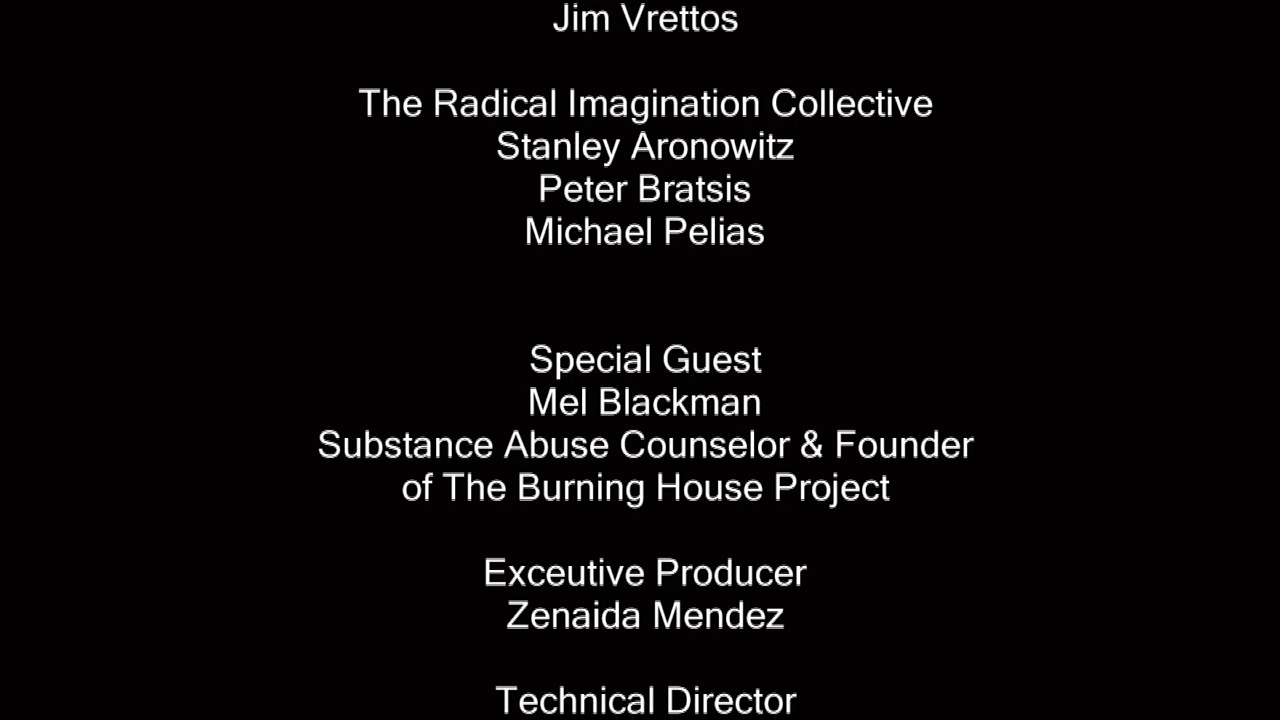 Jim Vrettos
The Radical Imagination Collective
Stanley Aronowitz
Peter Bratsis
Michael Pelias
Special Guest
Mel Blackman
Substance Abuse Counselor & Founder
of The Burning House Project
Exceutive Producer
Zenaida Mendez
Technical Director